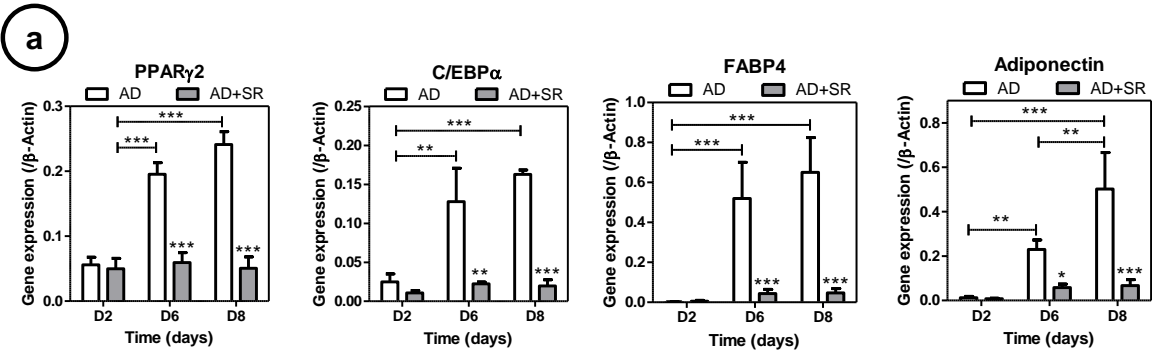 a
PPARγ2
AD AD+SR
Gene expression (/β-Actin)
0.3
0.2
0.1
0.0
***
***
***
***
D2 D6 D8
Time (days)
C/EBPα
AD AD+SR
Gene expression (/β-Actin)
0.25
0.20
0.15
0.10
0.05
0.00
***
**
**
***
D2 D6 D8
Time (days)
FABP4
AD AD+SR
Gene expression (/β-Actin)
1.0
0.8
0.6
0.4
0.2
0.0
***
***
***
***
D2 D6 D8
Time (days)
Adiponectin
AD AD+SR
Gene expression (/β-Actin)
0.8
0.6
0.4
0.2
0.0
***
**
**
*
***
D2 D6 D8
Time (days)